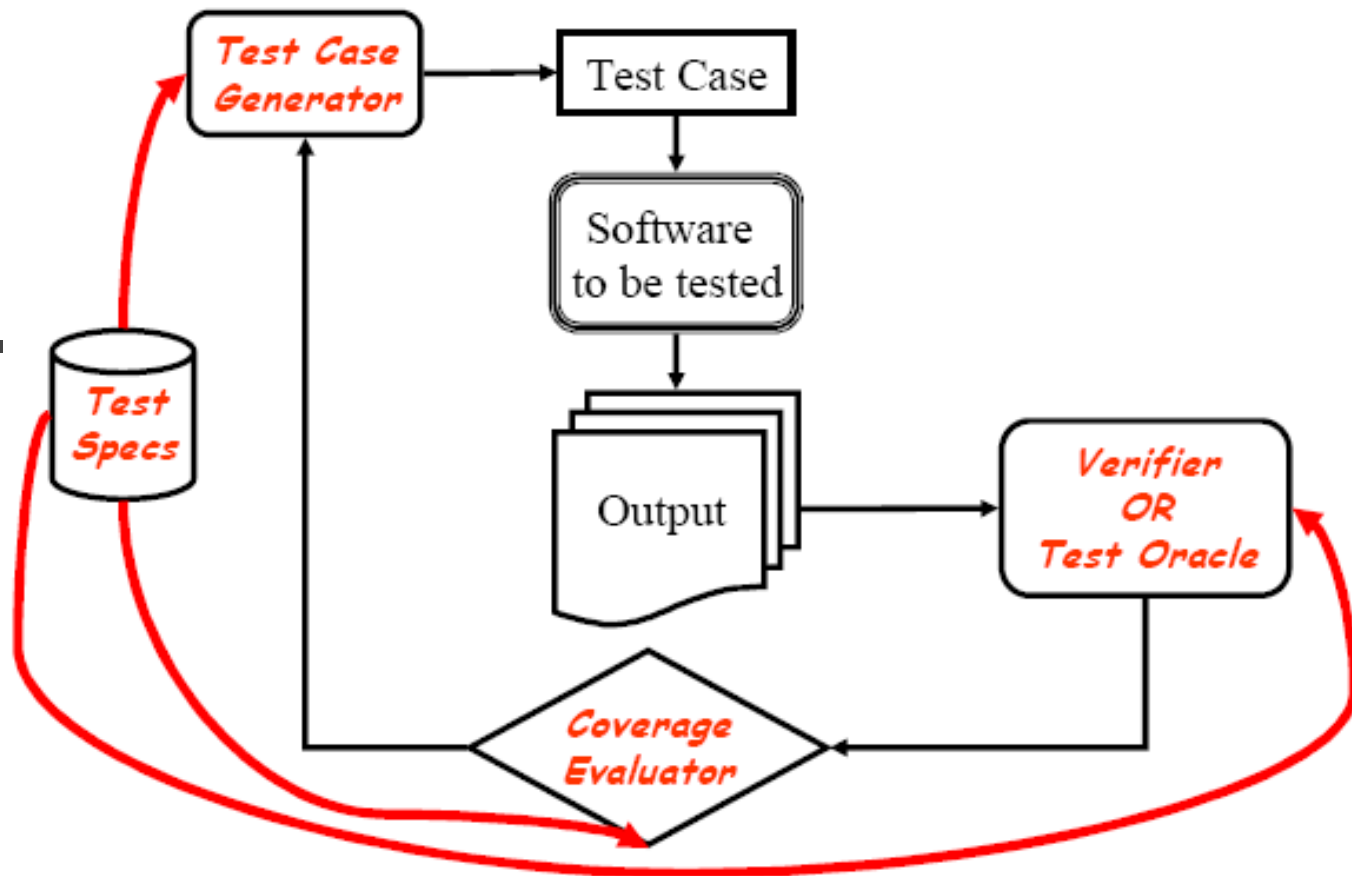 Test Case
Generator
Test Case
Software
to be tested
Test
Specs
Output
Verifier
OR
Test Oracle
Coverage
Evaluator